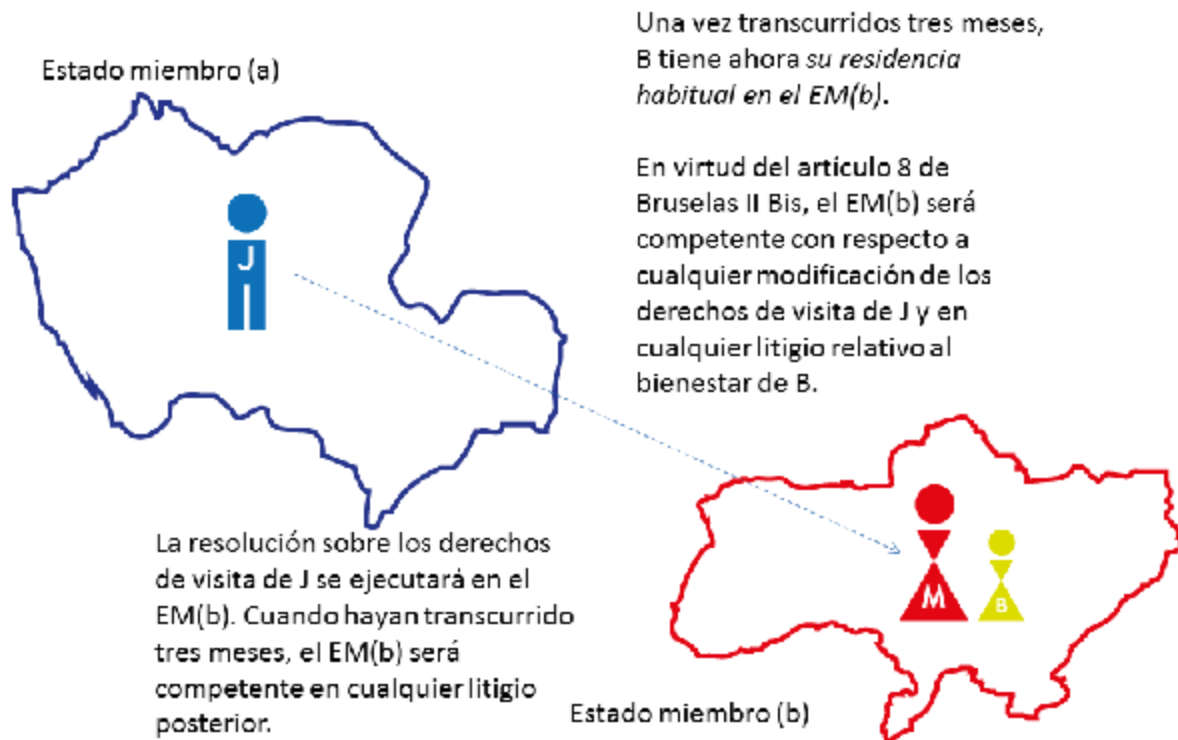 Estado miembro (a)
Una vez transcurridos tres meses,
B tiene ahora su residencia
habitual en el EM(b).
En virtud del artículo 8 de
Bruselas II Bis, el EM(b) será
competente con respecto a
cualquier modificación de los
derechos de visita de J y en
cualquier litigio relativo al
bienestar de B.
J
La resolución sobre los derechos
de visita de J se ejecutará en el
EM(b). Cuando hayan transcurrido
tres meses, el EM(b) será
competente en cualquier litigio
posterior.
M
B
Estado miembro (b)